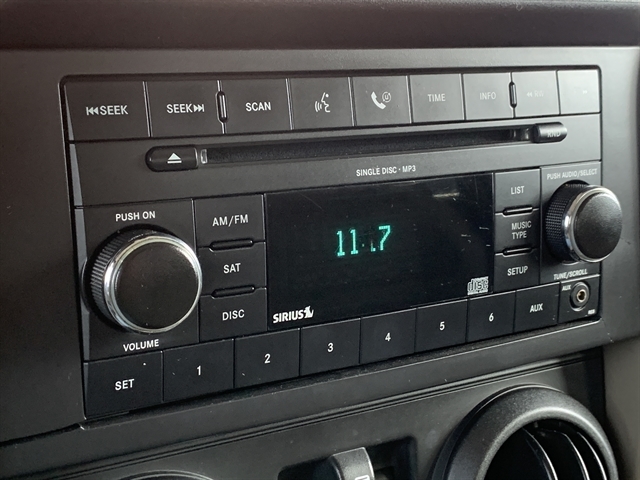 SEEK
SEEK
SCAN
TIME
INFO
RND
SINGLE DISC • MP3
PUSH ON
AM/FM
SAT
DISC
VOLUME
SIRIUS
LIST
MUSIC
TYPE
SETUP
PUSH AUDIO/SELECT
TUNE/SCROLL
AUX
SET
1
2
3
4
5
6
AUX